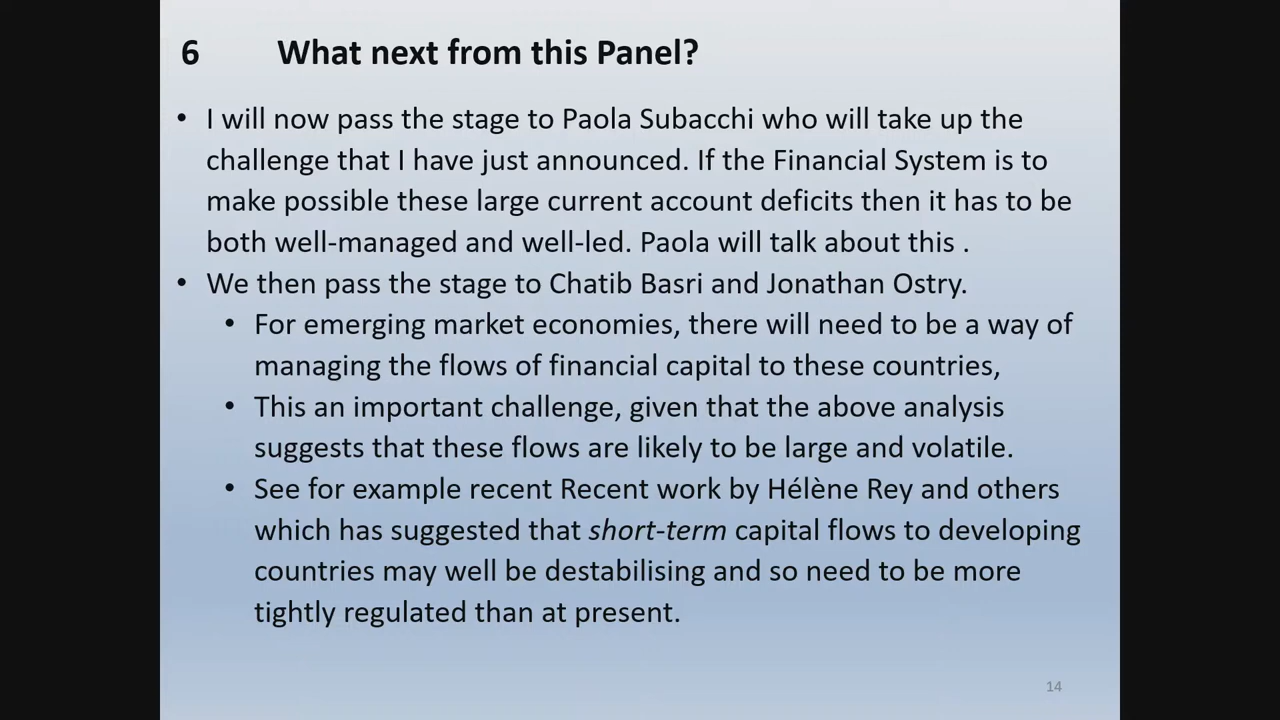 6 What next from this Panel?
• I will now pass the stage to Paola Subacchi who will take up the
challenge that I have just announced. If the Financial System is to
make possible these large current account deficits then it has to be
both well-managed and well-led. Paola will talk about this .
• We then pass the stage to Chatib Basri and Jonathan Ostry.
• For emerging market economies, there will need to be a way of
managing the flows of financial capital to these countries,
• This an important challenge, given that the above analysis
suggests that these flows are likely to be large and volatile.
• See for example recent Recent work by Hélène Rey and others
which has suggested that short-term capital flows to developing
countries may well be destabilising and so need to be more
tightly regulated than at present.
14